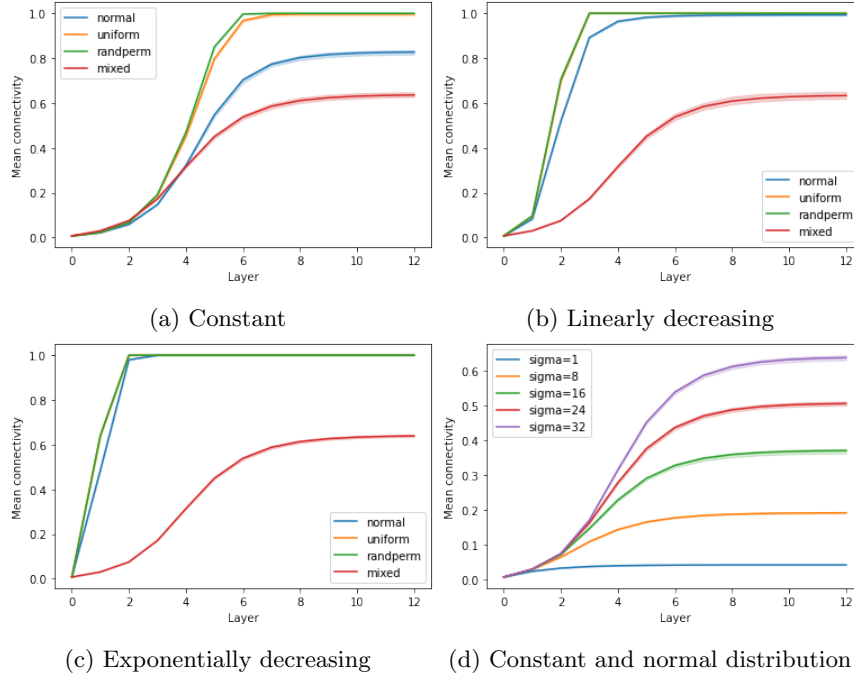 1.0
0.8
0.6
0.4
0.2
0.0
Mean connectivity
normal
uniform
randperm
mixed
0 2 4 6 8 10 12
Layer
(a) Constant
1.0
0.8
0.6
0.4
0.2
0.0
Mean connectivity
normal
uniform
randperm
mixed
0 2 4 6 8 10 12
Layer
(b) Linearly decreasing
1.0
0.8
0.6
0.4
0.2
0.0
Mean connectivity
normal
uniform
randperm
mixed
0 2 4 6 8 10 12
Layer
(c) Exponentially decreasing
0.6
0.5
0.4
0.3
0.2
0.1
0.0
Mean connectivity
sigma=1
sigma=8
sigma=16
sigma=24
sigma=32
0 2 4 6 8 10 12
Layer
(d) Constant and normal distribution